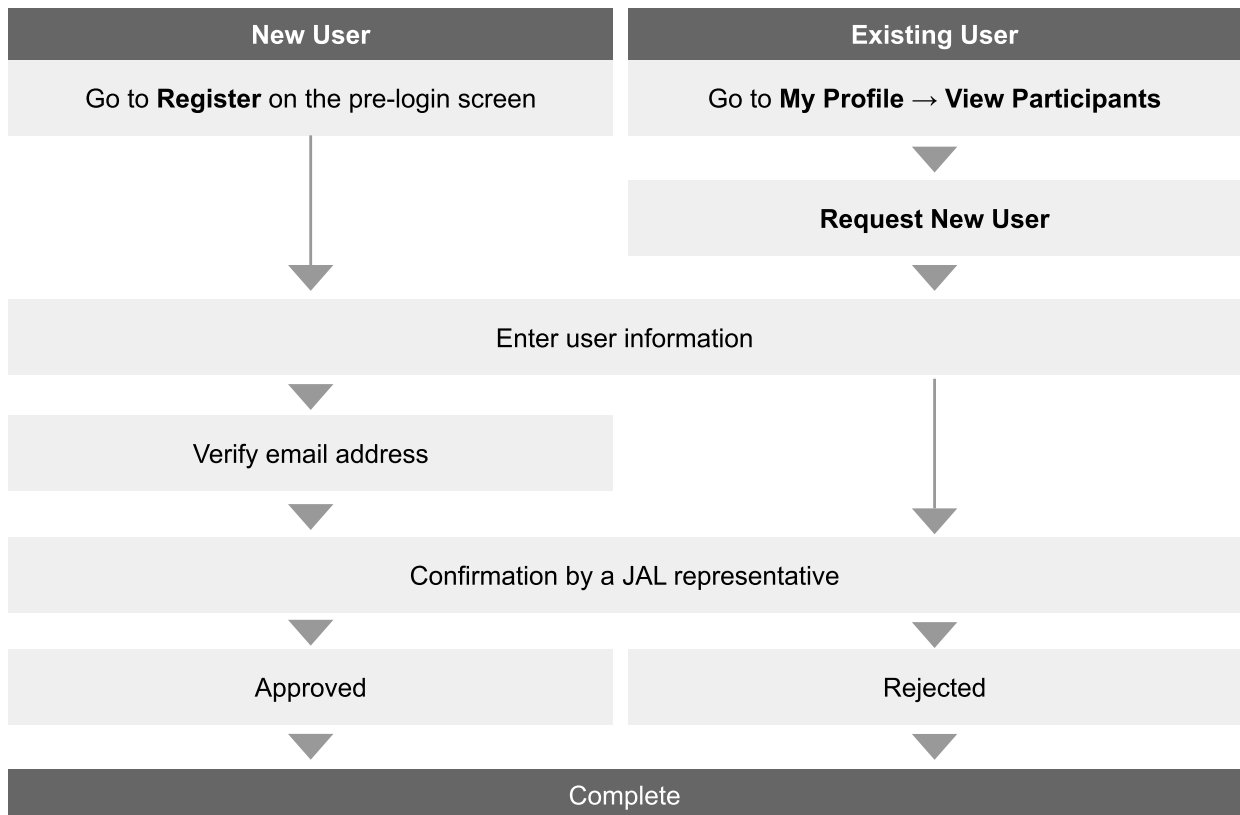 New User
Existing User
Go to Register on the pre-login screen
Go to My Profile → View Participants
Request New User
Enter user information
Verify email address
Confirmation by a JAL representative
Approved
Rejected
Complete